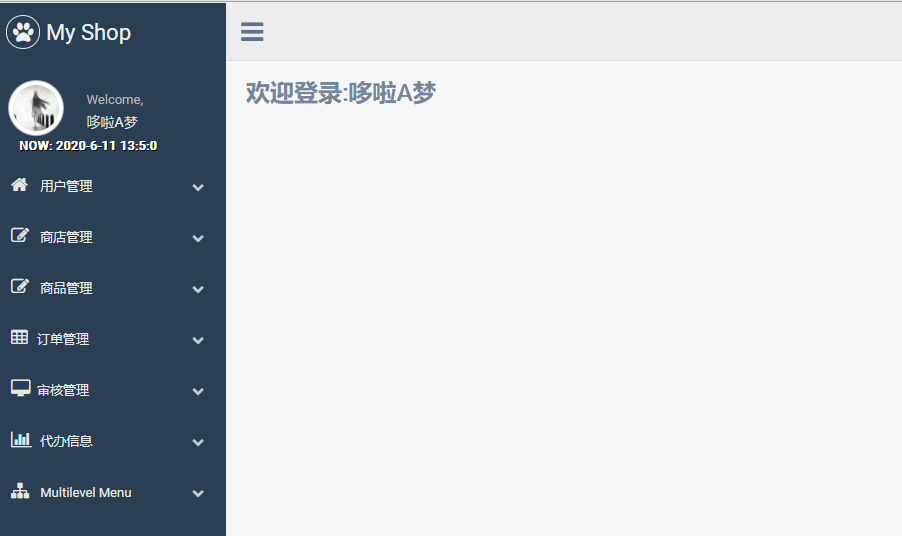 My Shop
Welcome,
哆啦A梦
NOW: 2020-6-11 13:5:0
用户管理
商店管理
商品管理
订单管理
审核管理
代办信息
Multilevel Menu
欢迎登录:哆啦A梦